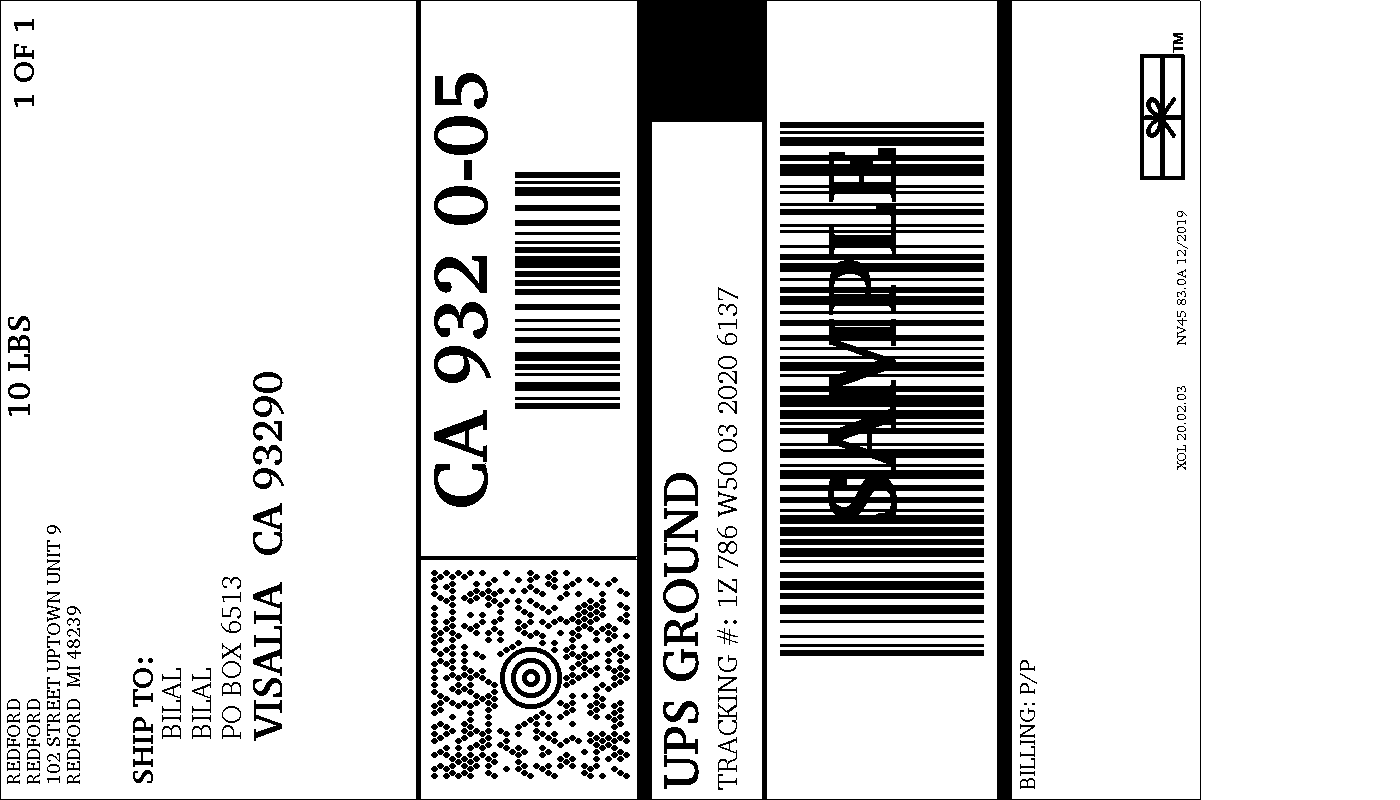 REDFORD
REDFORD
102 STREET UPTOWN UNIT 9
REDFORD MI 48239
10 LBS
1 OF 1
SHIP TO:
BILAL
BILAL
PO BOX 6513
VISALIA CA 93290
CA 932 0-05
UPS GROUND
TRACKING #: 1Z 786 W50 03 2020 6137
SAMPLE
BILLING: P/P
XOL 20.02.03 NV45 83.0A 12/2019
TM